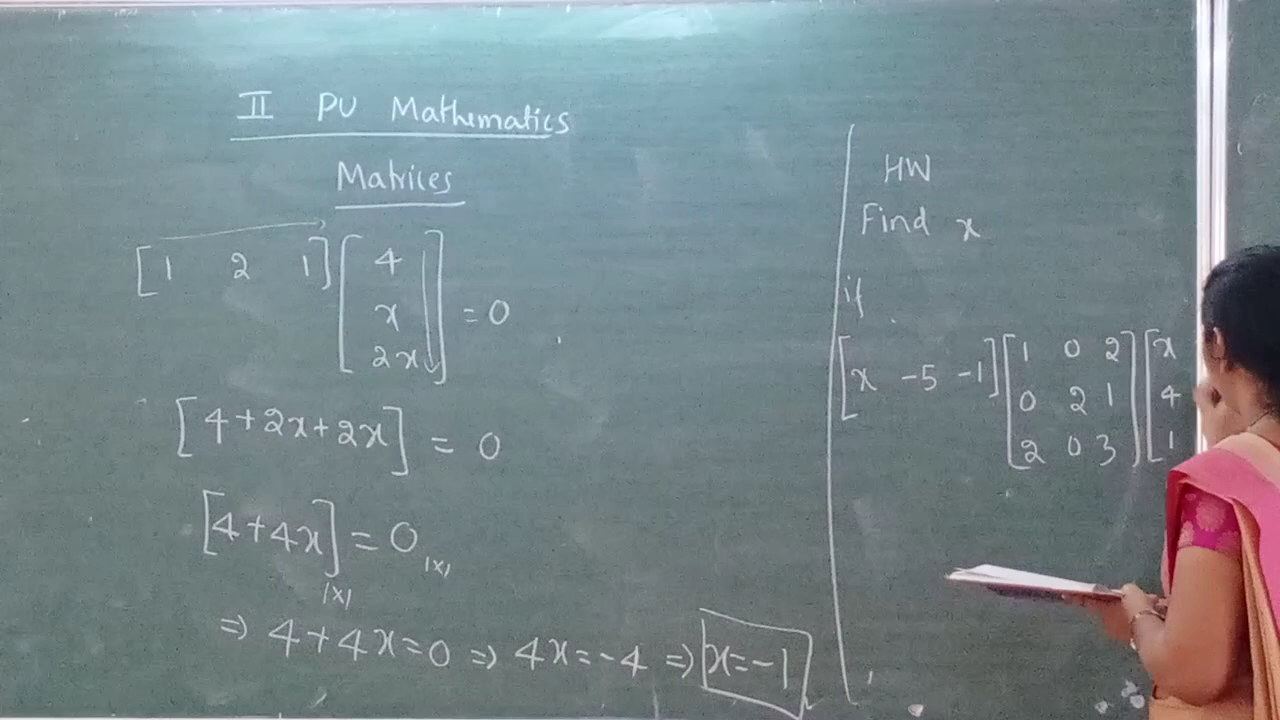 II PU Mathematics
Matrices
[1 2 1] [4
x
2x] = 0
[4+2x+2x] = 0
[4+4x]1x1 = 01x1
⇒ 4+4x=0 ⇒ 4x=-4 ⇒ x=-1
HW
Find x
if
[x -5 -1] [1 0 2] [x
0 2 1 4
2 0 3 1